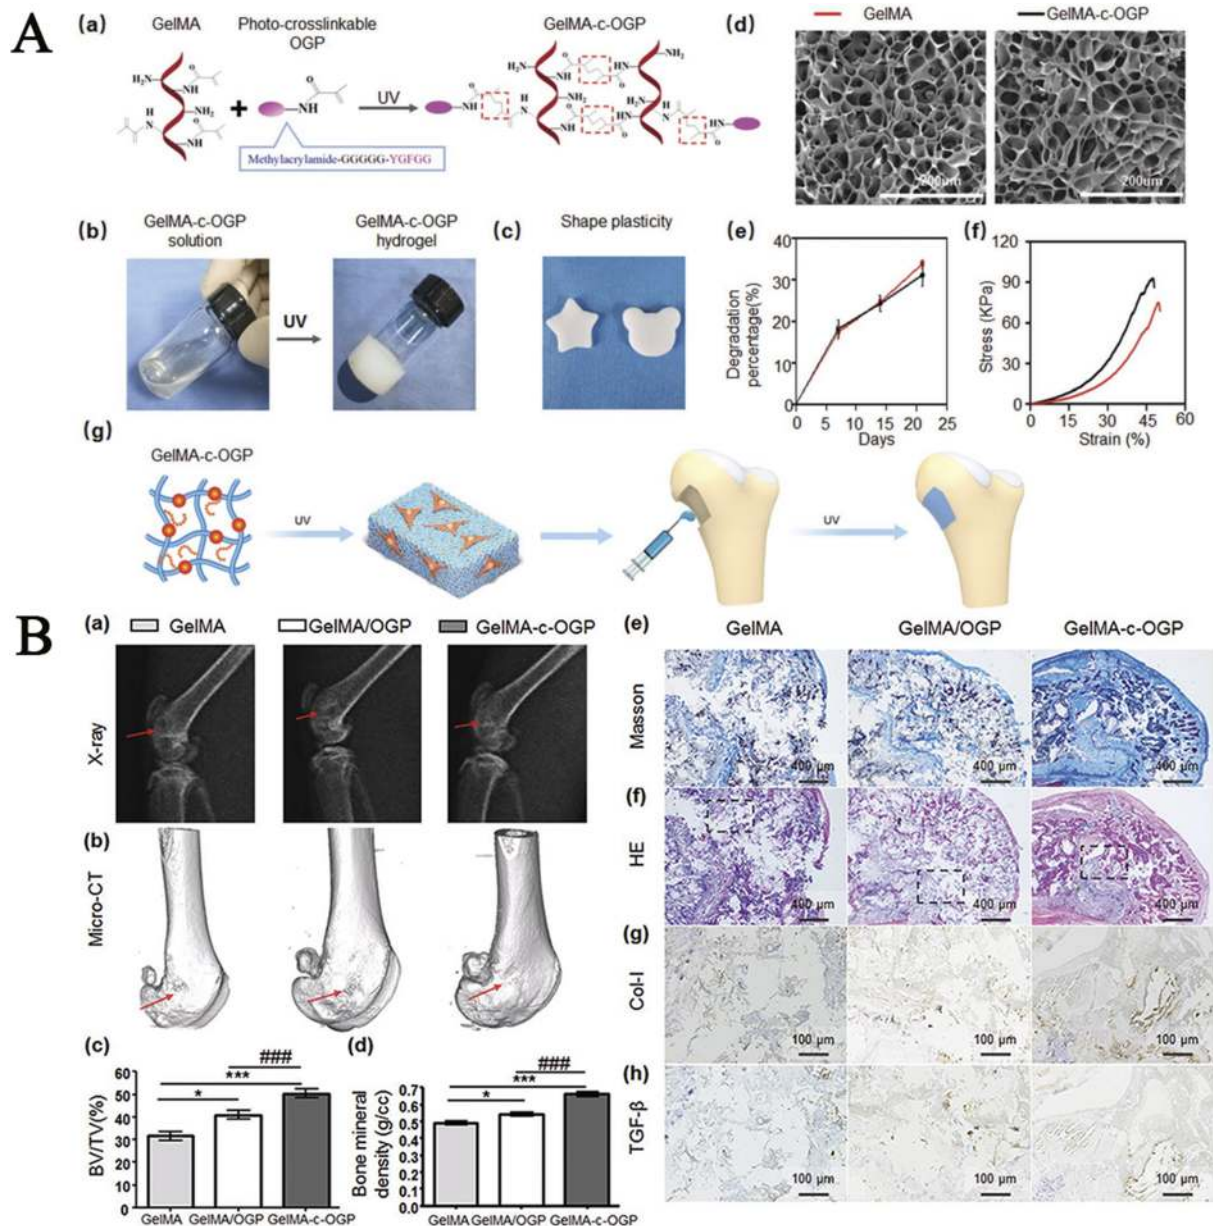 A
(a)
GelMA
Photo-crosslinkable
OGP
GelMA-c-OGP
UV
Methylacrylamide-GGGGG-YGFGG
(d)
GelMA
GelMA-c-OGP
200um
200um
(b)
GelMA-c-OGP
solution
GelMA-c-OGP
hydrogel
UV
(c)
Shape plasticity
(e)
Degradation
percentage(%)
40
30
20
10
0
0 5 10 15 20 25
Days
(f)
Stress (KPa)
120
90
60
30
0
0 15 30 45 60
Strain (%)
(g)
GelMA-c-OGP
UV
UV
B
(a)
GelMA
GelMA/OGP
GelMA-c-OGP
X-ray
(b)
Micro-CT
(c)
BV/TV(%)
60
50
40
30
20
10
0
###
***
*
GelMA GelMA/OGP GelMA-c-OGP
(d)
Bone mineral
density (g/cc)
0.7
0.6
0.5
0.4
0.3
0.2
0.1
0.0
###
***
*
GelMA GelMA/OGP GelMA-c-OGP
(e)
GelMA
GelMA/OGP
GelMA-c-OGP
Masson
400 µm
400 µm
400 µm
(f)
HE
400 µm
400 µm
400 µm
(g)
Col-I
100 µm
100 µm
100 µm
(h)
TGF-β
100 µm
100 µm
100 µm